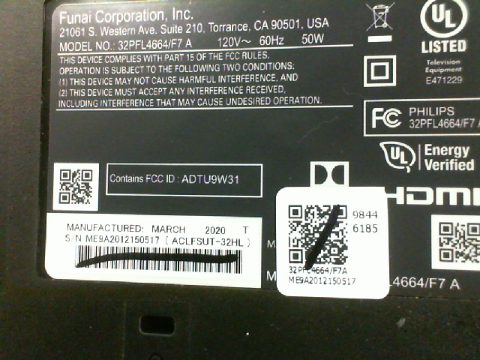 Funai Corporation, Inc.
21061 S. Western Ave. Suite 210, Torrance, CA 90501, USA
MODEL NO.: 32PFL4664/F7 A 120V~ 60Hz 50W
THIS DEVICE COMPLIES WITH PART 15 OF THE FCC RULES.
OPERATION IS SUBJECT TO THE FOLLOWING TWO CONDITIONS:
(1) THIS DEVICE MAY NOT CAUSE HARMFUL INTERFERENCE, AND
(2) THIS DEVICE MUST ACCEPT ANY INTERFERENCE RECEIVED,
INCLUDING INTERFERENCE THAT MAY CAUSE UNDESIRED OPERATION.
UL
LISTED
Television
Equipment
E471229
FC PHILIPS
32PFL4664/F7 A
UL Energy
Verified
Contains FCC ID : ADTU9W31
HDMI
MANUFACTURED: MARCH 2020 T
S/N ME9A2012150517 (ACLFSUT-32HL)
9844
6185
32PFL4664/F7A
ME9A2012150517
M
M
L4664/F7 A